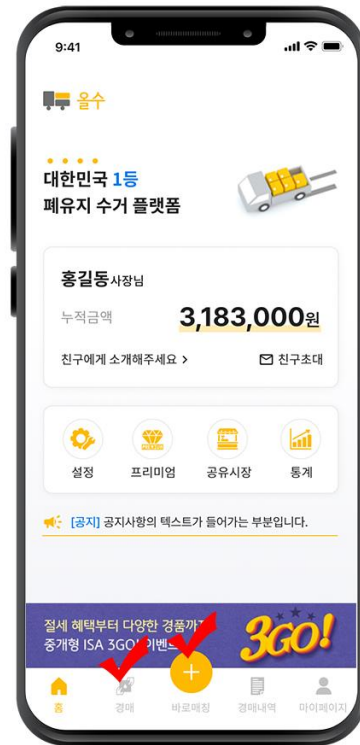 9:41
올수
대한민국 1등
폐유지 수거 플랫폼
홍길동사장님
누적금액 3,183,000원
친구에게 소개해주세요 > 친구초대
설정 프리미엄 공유시장 통계
[공지] 공지사항의 텍스트가 들어가는 부분입니다.
절세 혜택부터 다양한 경품까지
중개형 ISA 3GO! 이벤트
3GO!
홈 경매 바로매칭 경매내역 마이페이지